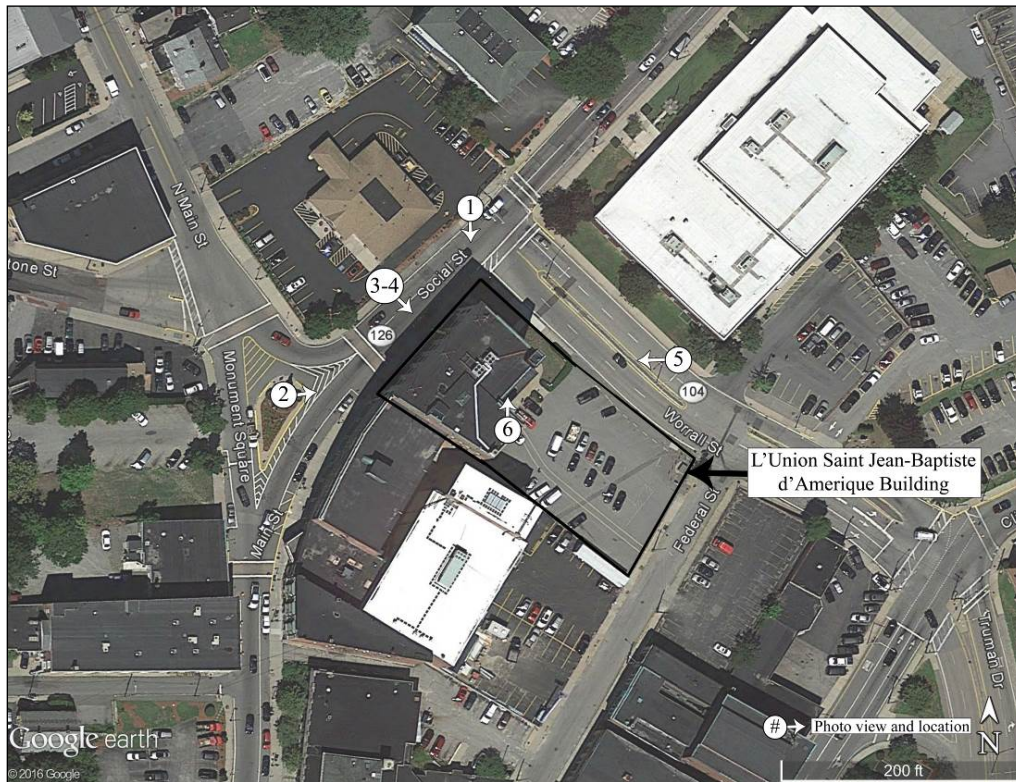 N Main St
tone St
1
Social St
3-4
126
Monument Square
2
5
104
6
Worrall St
L'Union Saint Jean-Baptiste
d'Amerique Building
Main St
Federal St
Truman Dr
# Photo view and location
N
Google earth
© 2016 Google
200 ft